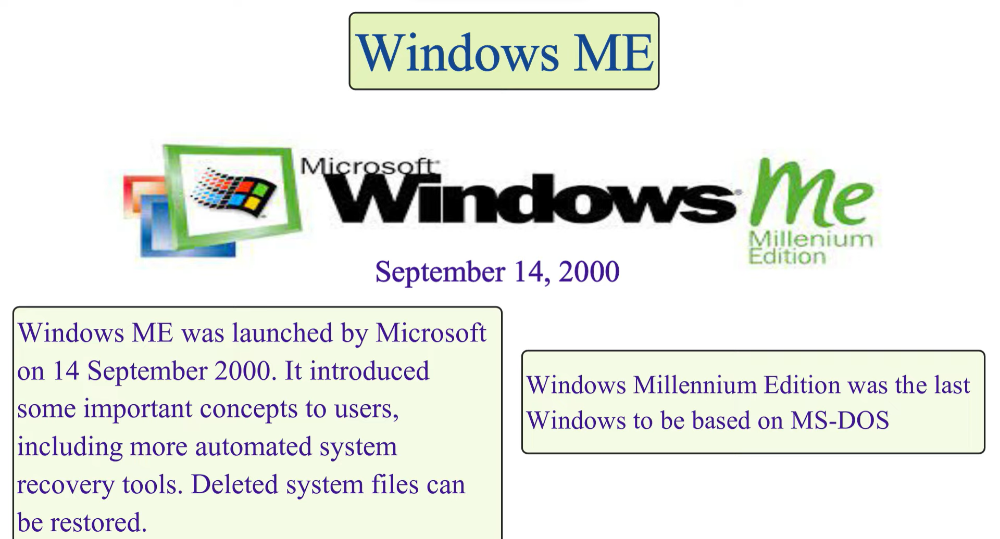 Windows ME
Microsoft
Windows Me
Millenium
Edition
September 14, 2000
Windows ME was launched by Microsoft
on 14 September 2000. It introduced
some important concepts to users,
including more automated system
recovery tools. Deleted system files can
be restored.
Windows Millennium Edition was the last
Windows to be based on MS-DOS